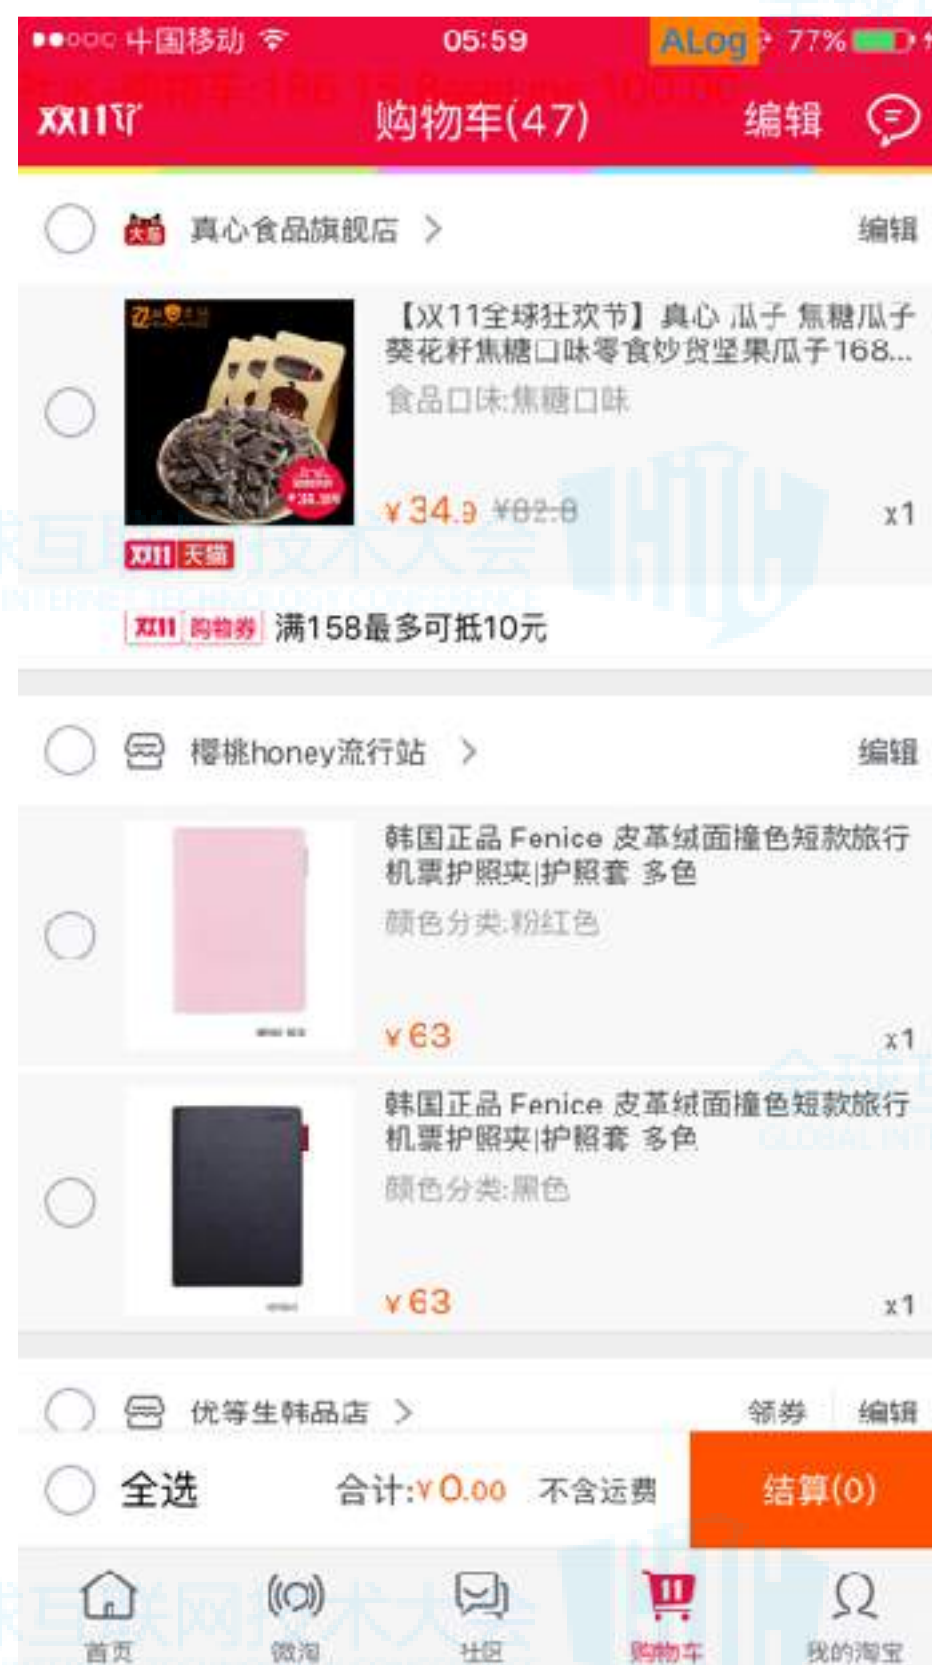 中国移动 05:59 ALog 77%
购物车(47) 编辑
真心食品旗舰店 > 编辑
【双11全球狂欢节】真心 瓜子 焦糖瓜子
葵花籽焦糖口味零食炒货坚果瓜子168...
食品口味:焦糖口味
¥34.9 ¥82.8 x1
双11 天猫
双11 购物券 满158最多可抵10元
樱桃honey流行站 > 编辑
韩国正品 Fenice 皮革绒面撞色短款旅行
机票护照夹|护照套 多色
颜色分类:粉红色
¥63 x1
韩国正品 Fenice 皮革绒面撞色短款旅行
机票护照夹|护照套 多色
颜色分类:黑色
¥63 x1
优等生韩品店 > 领券 编辑
全选 合计:¥0.00 不含运费 结算(0)
首页 微淘 社区 购物车 我的淘宝